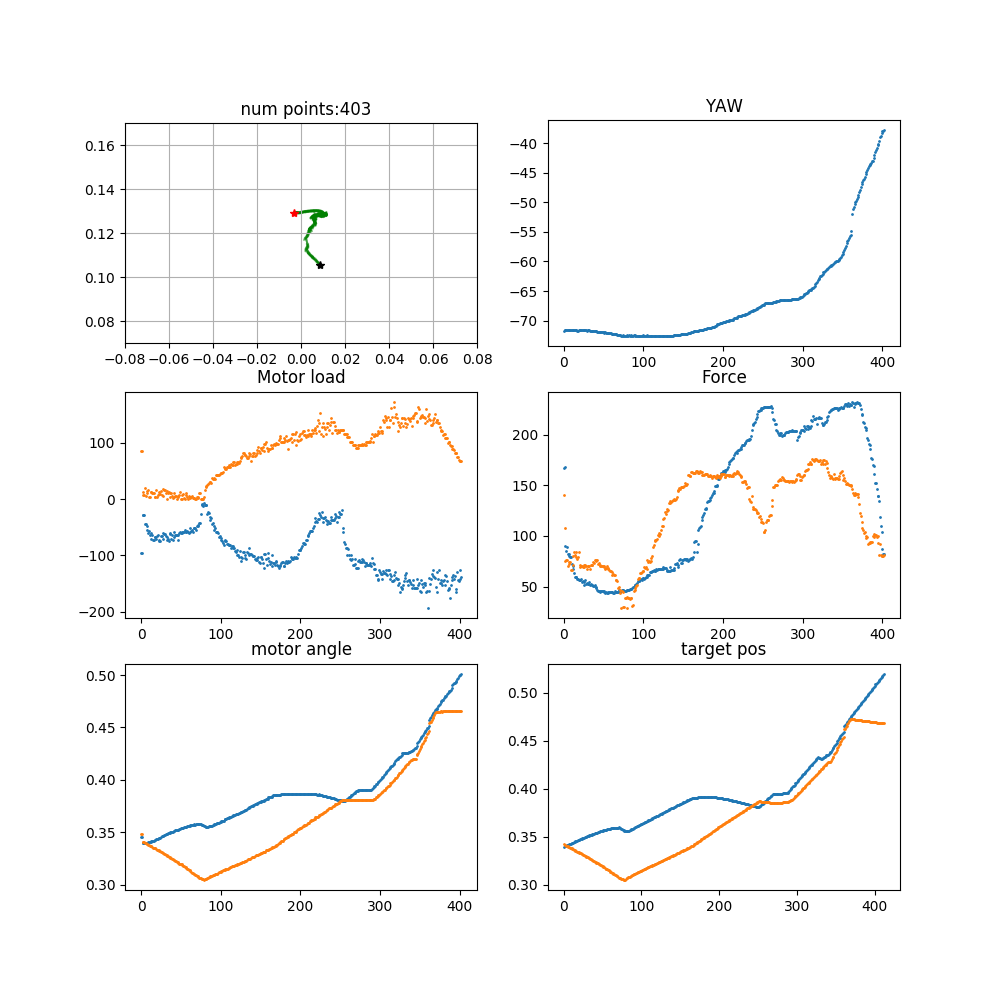 num points:403
0.16
0.14
0.12
0.10
0.08
−0.08 −0.06 −0.04 −0.02 0.00 0.02 0.04 0.06 0.08
YAW
−40
−45
−50
−55
−60
−65
−70
0 100 200 300 400
Motor load
100
0
−100
−200
0 100 200 300 400
Force
200
150
100
50
0 100 200 300 400
motor angle
0.50
0.45
0.40
0.35
0.30
0 100 200 300 400
target pos
0.50
0.45
0.40
0.35
0.30
0 100 200 300 400